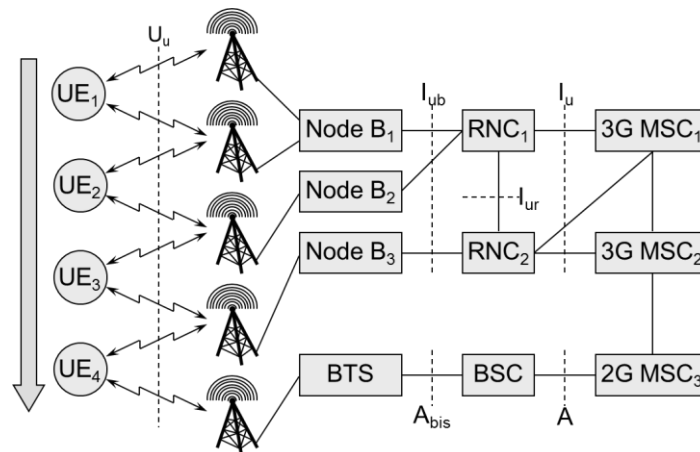 Uu
Iub
Iu
UE1
Node B1
RNC1
3G MSC1
UE2
Node B2
Iur
UE3
Node B3
RNC2
3G MSC2
UE4
BTS
BSC
2G MSC3
Abis
A